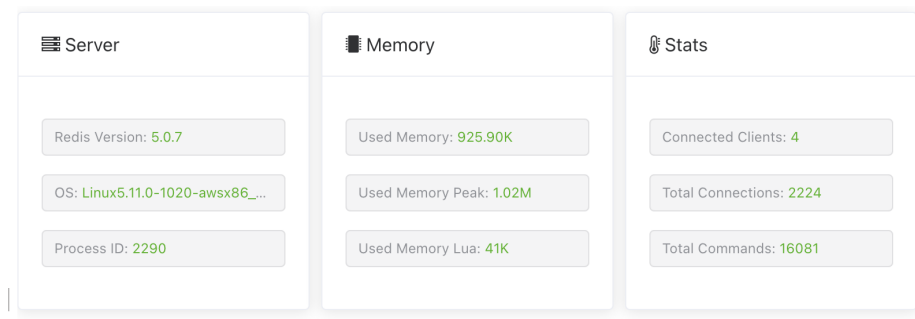 Server
Redis Version: 5.0.7
OS: Linux5.11.0-1020-awsx86_...
Process ID: 2290
Memory
Used Memory: 925.90K
Used Memory Peak: 1.02M
Used Memory Lua: 41K
Stats
Connected Clients: 4
Total Connections: 2224
Total Commands: 16081